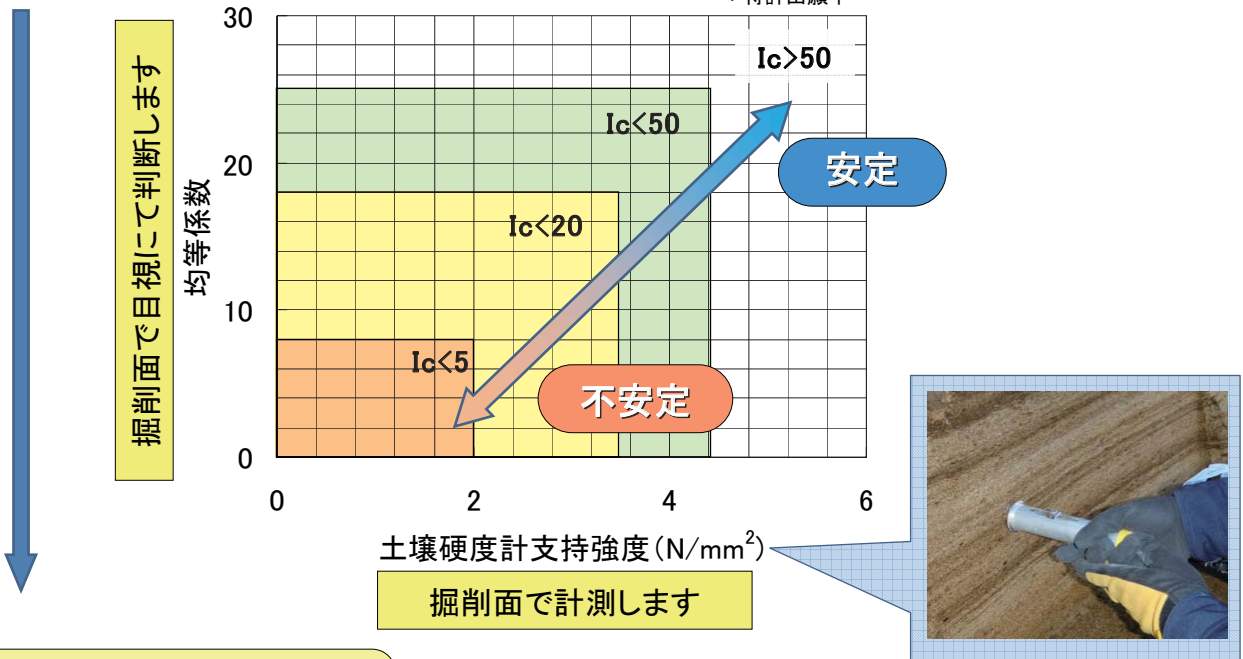 30
20
10
0
掘削面で目視にて判断します
均等係数
Ic>50
Ic<50
Ic<20
Ic<5
安定
不安定
0 2 4 6
土壌硬度計支持強度(N/mm²)
掘削面で計測します